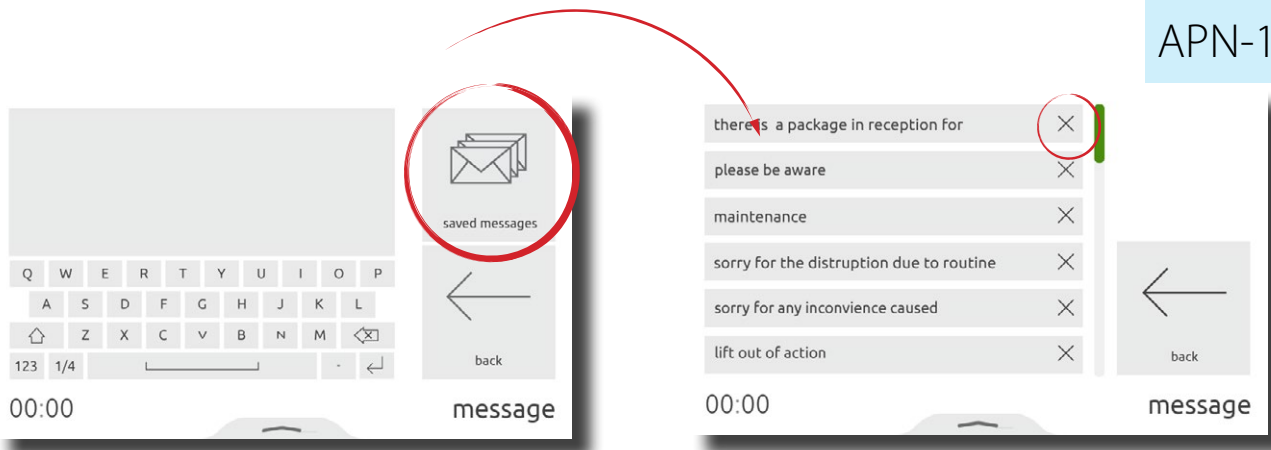 APN-1
saved messages
Q W E R T Y U I O P
A S D F G H J K L
Z X C V B N M
123 1/4 .
back
00:00
message
there is a package in reception for
please be aware
maintenance
sorry for the distruption due to routine
sorry for any inconvience caused
lift out of action
back
00:00
message